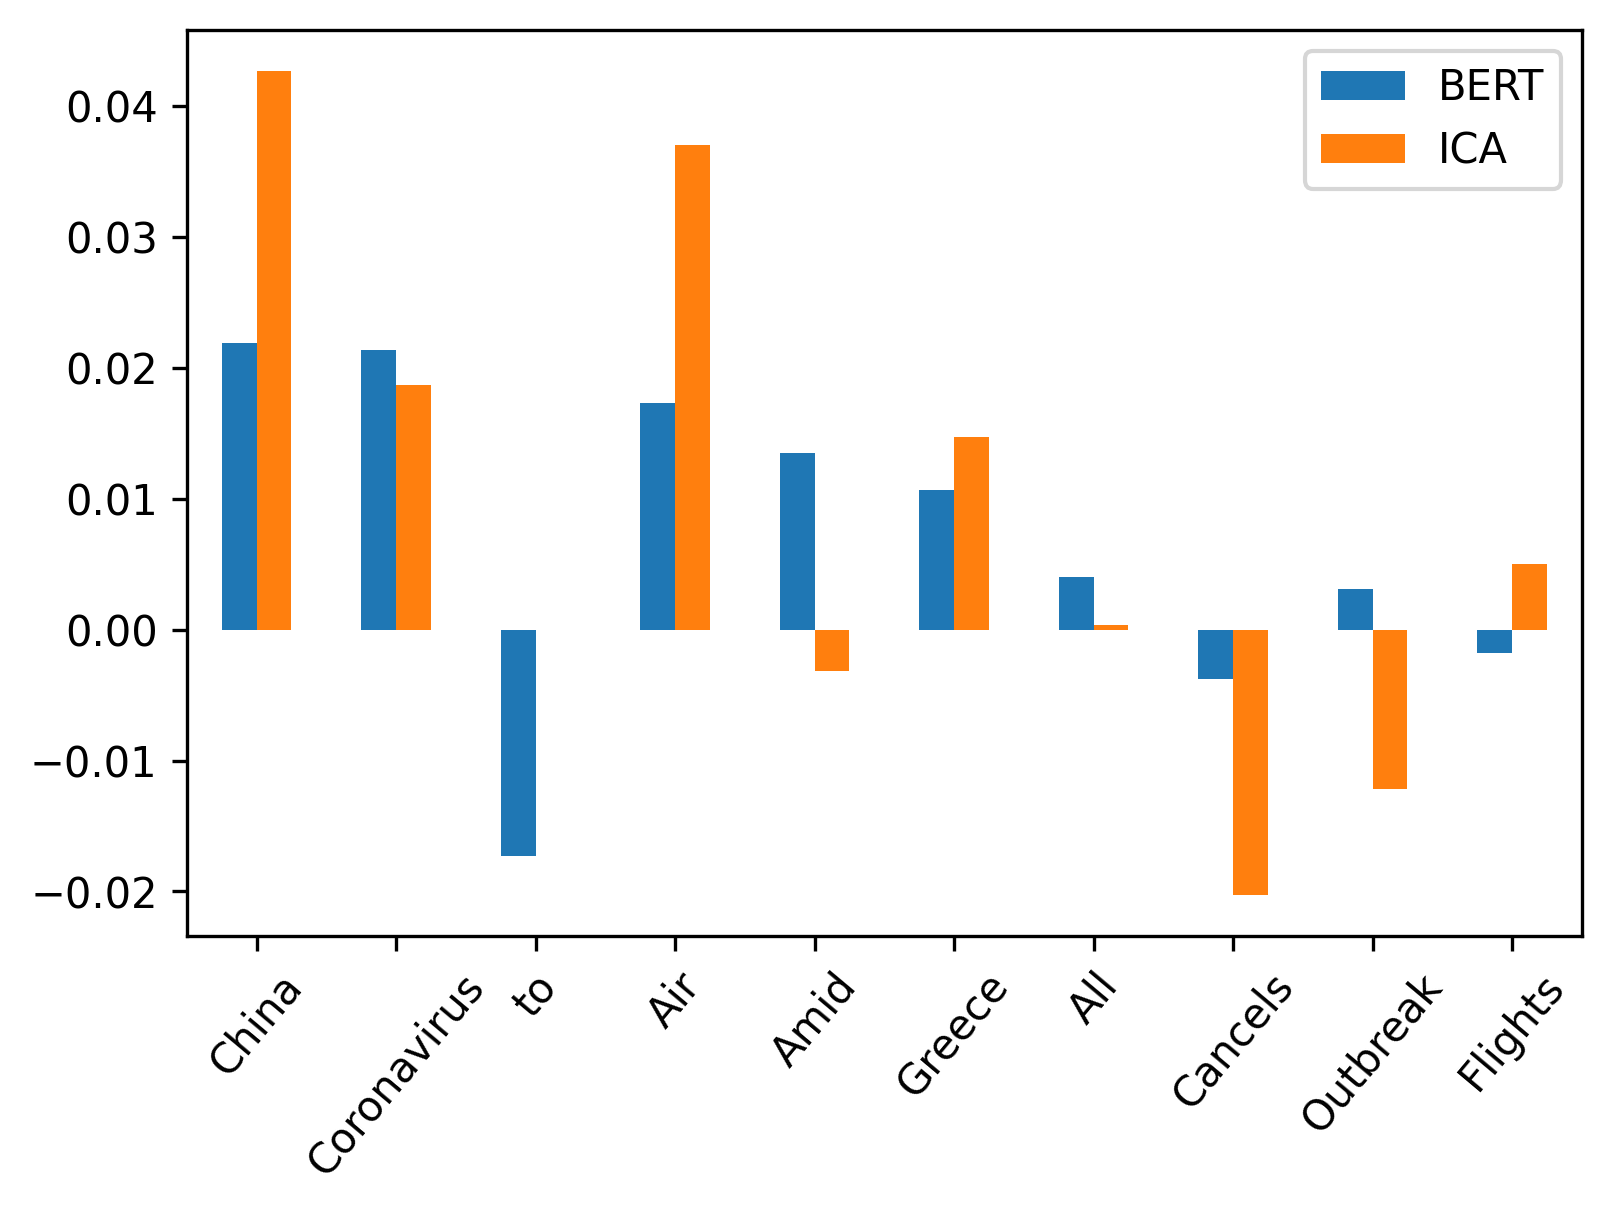 BERT
ICA
0.04
0.03
0.02
0.01
0.00
−0.01
−0.02
China
Coronavirus
to
Air
Amid
Greece
All
Cancels
Outbreak
Flights